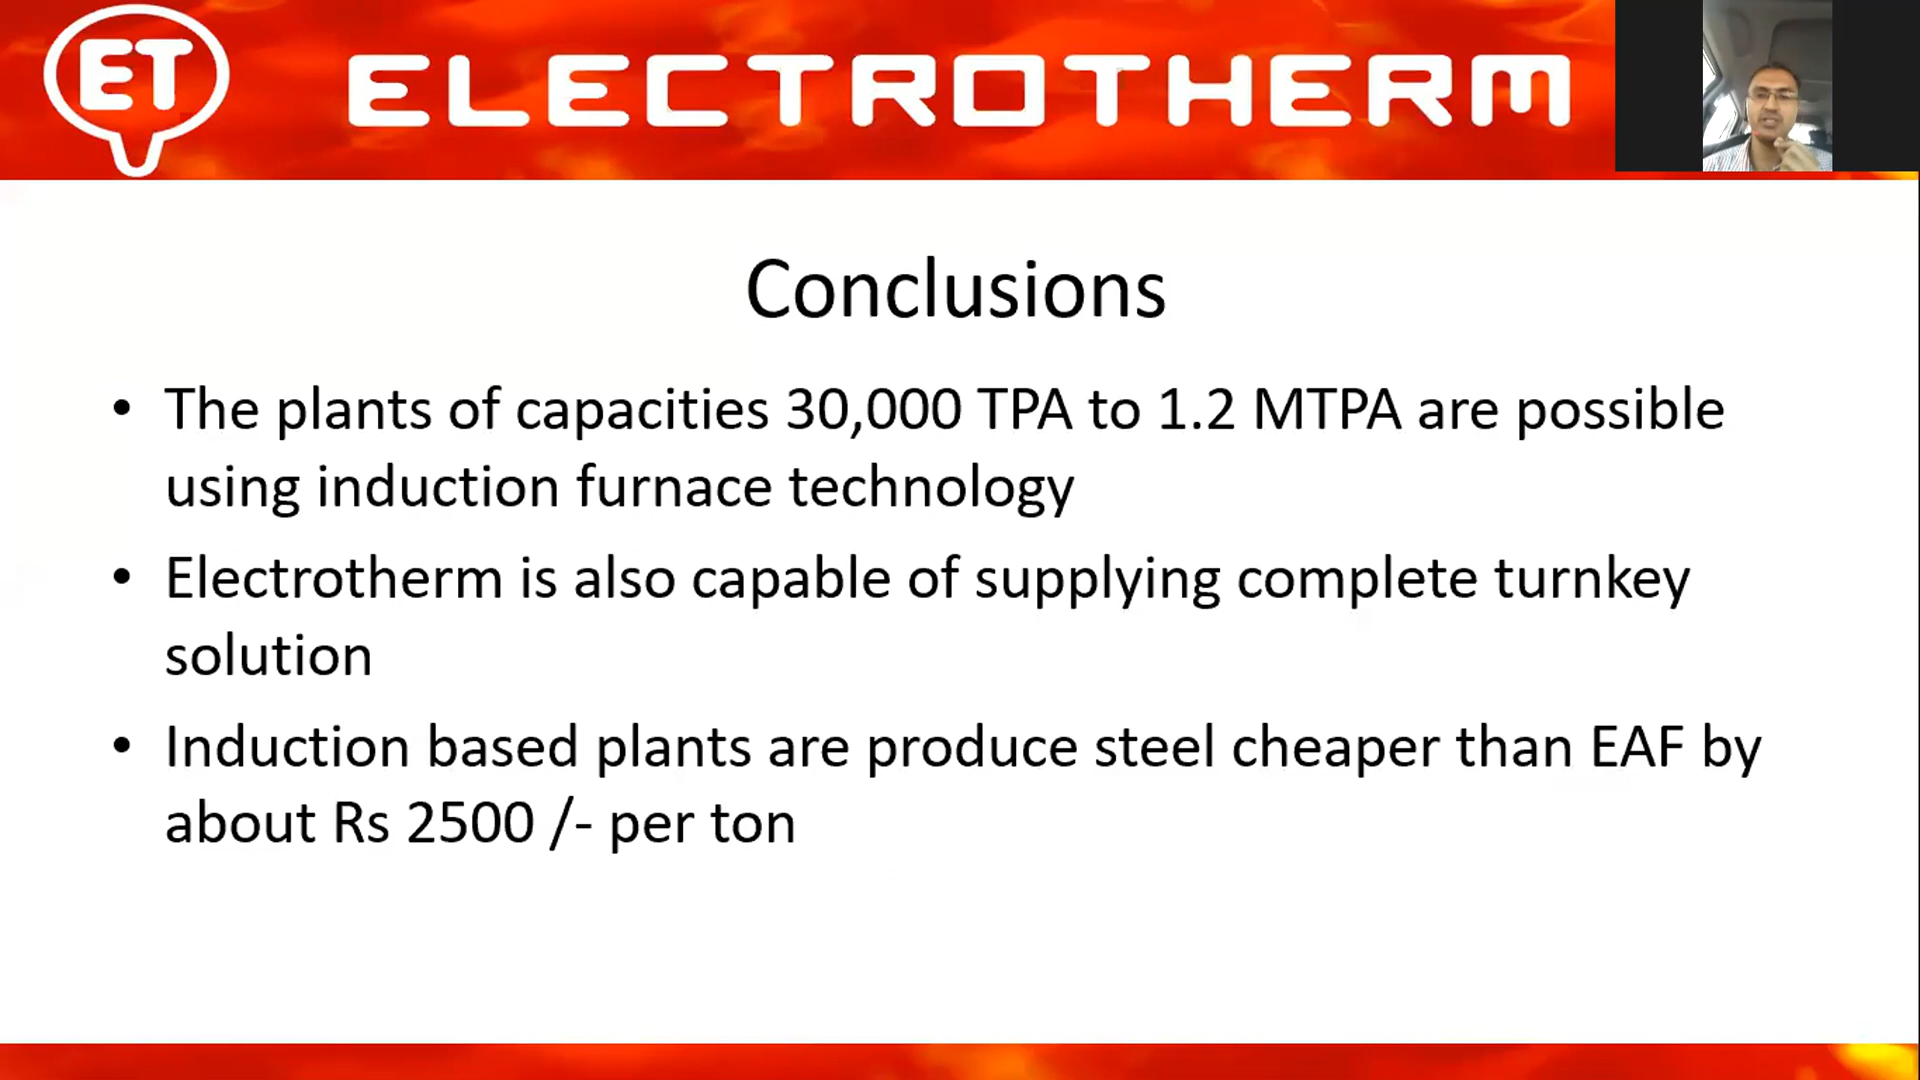 ET
ELECTROTHERM
Conclusions
• The plants of capacities 30,000 TPA to 1.2 MTPA are possible
using induction furnace technology
• Electrotherm is also capable of supplying complete turnkey
solution
• Induction based plants are produce steel cheaper than EAF by
about Rs 2500 /- per ton